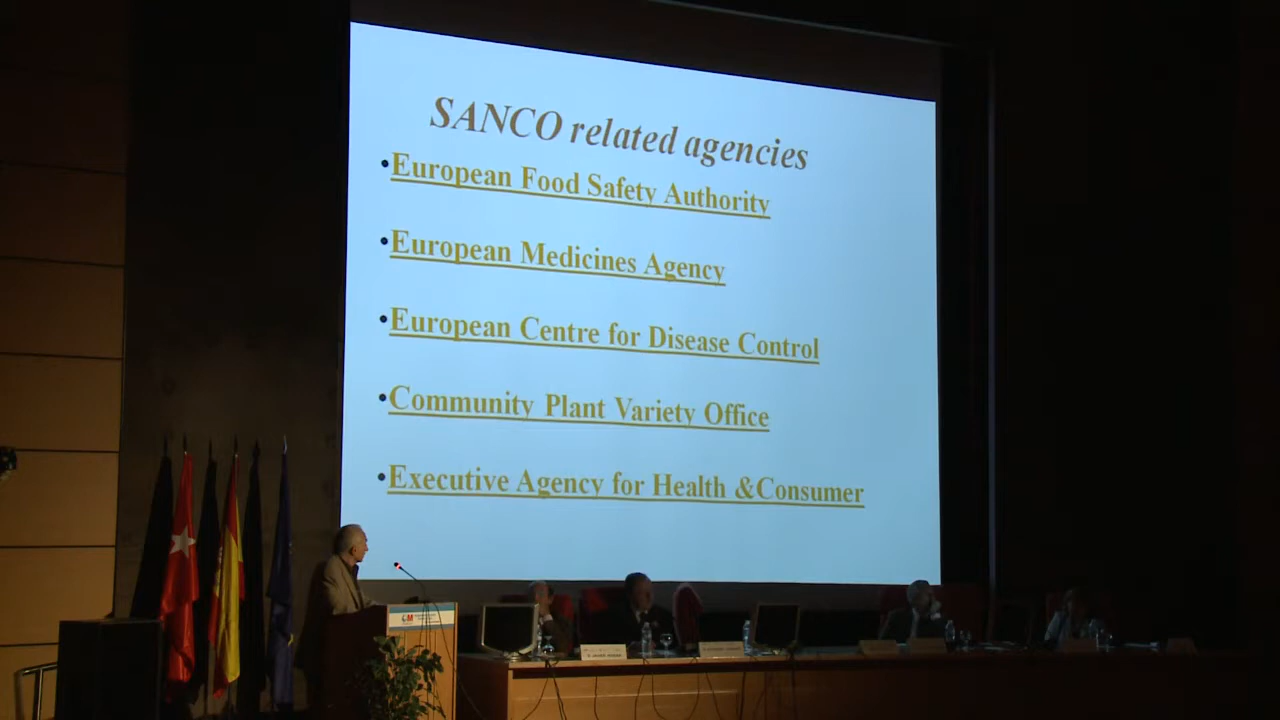 SANCO related agencies
•European Food Safety Authority
•European Medicines Agency
•European Centre for Disease Control
•Community Plant Variety Office
•Executive Agency for Health &Consumer